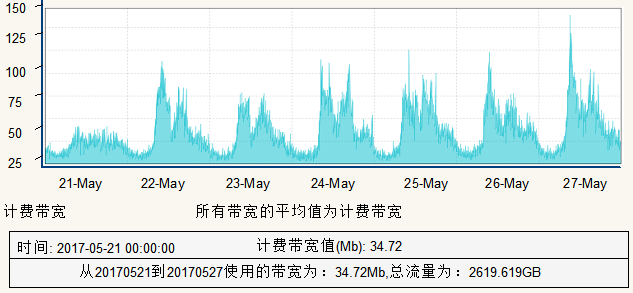 150
125
100
75
50
25
21-May 22-May 23-May 24-May 25-May 26-May 27-May
计费带宽 所有带宽的平均值为计费带宽
时间: 2017-05-21 00:00:00 计费带宽值(Mb): 34.72
从20170521到20170527使用的带宽为：34.72Mb,总流量为：2619.619GB